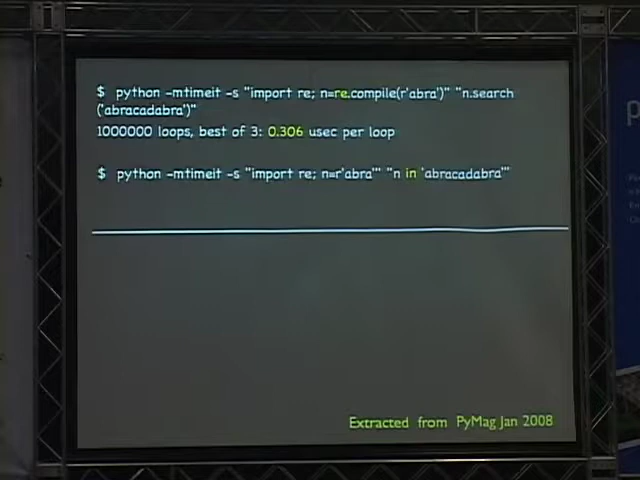 $ python -mtimeit -s "import re; n=re.compile(r'abra')" "n.search
('abracadabra')"
1000000 loops, best of 3: 0.306 usec per loop
$ python -mtimeit -s "import re; n=r'abra'" "n in 'abracadabra'"
Extracted from PyMag Jan 2008